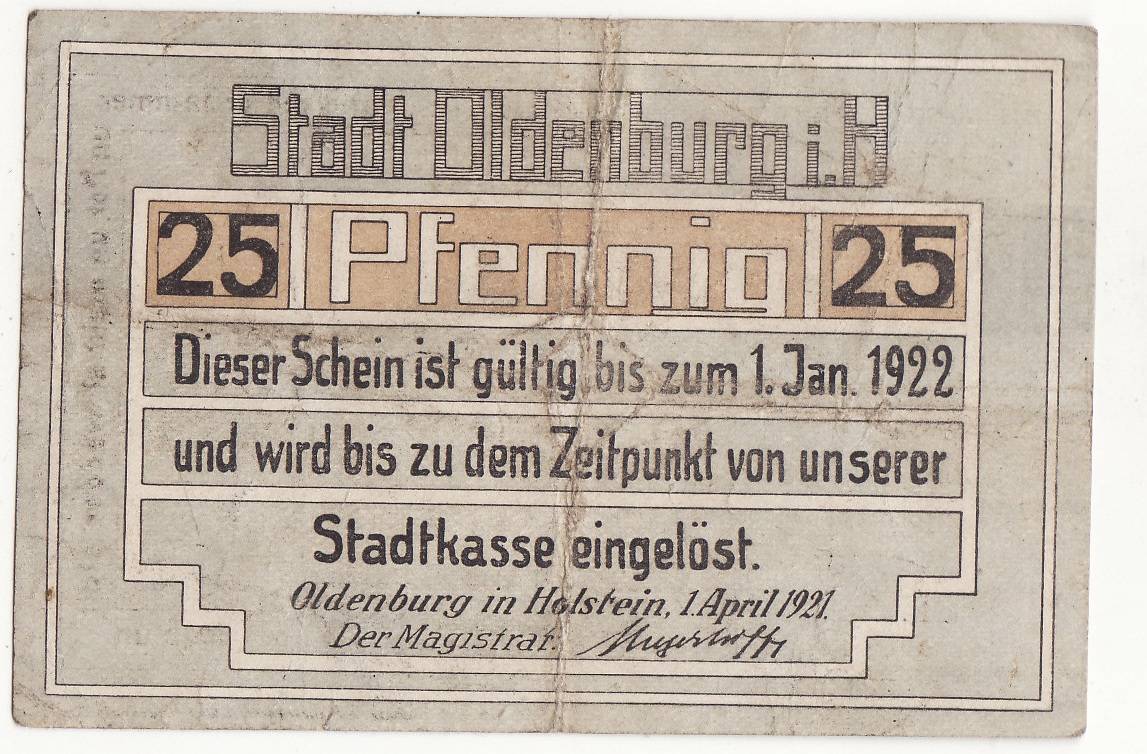 Stadt Oldenburg i. H
25 Pfennig 25
Dieser Schein ist gültig bis zum 1. Jan. 1922
und wird bis zu dem Zeitpunkt von unserer
Stadtkasse eingelöst.
Oldenburg in Holstein, 1. April 1921.
Der Magistrat.